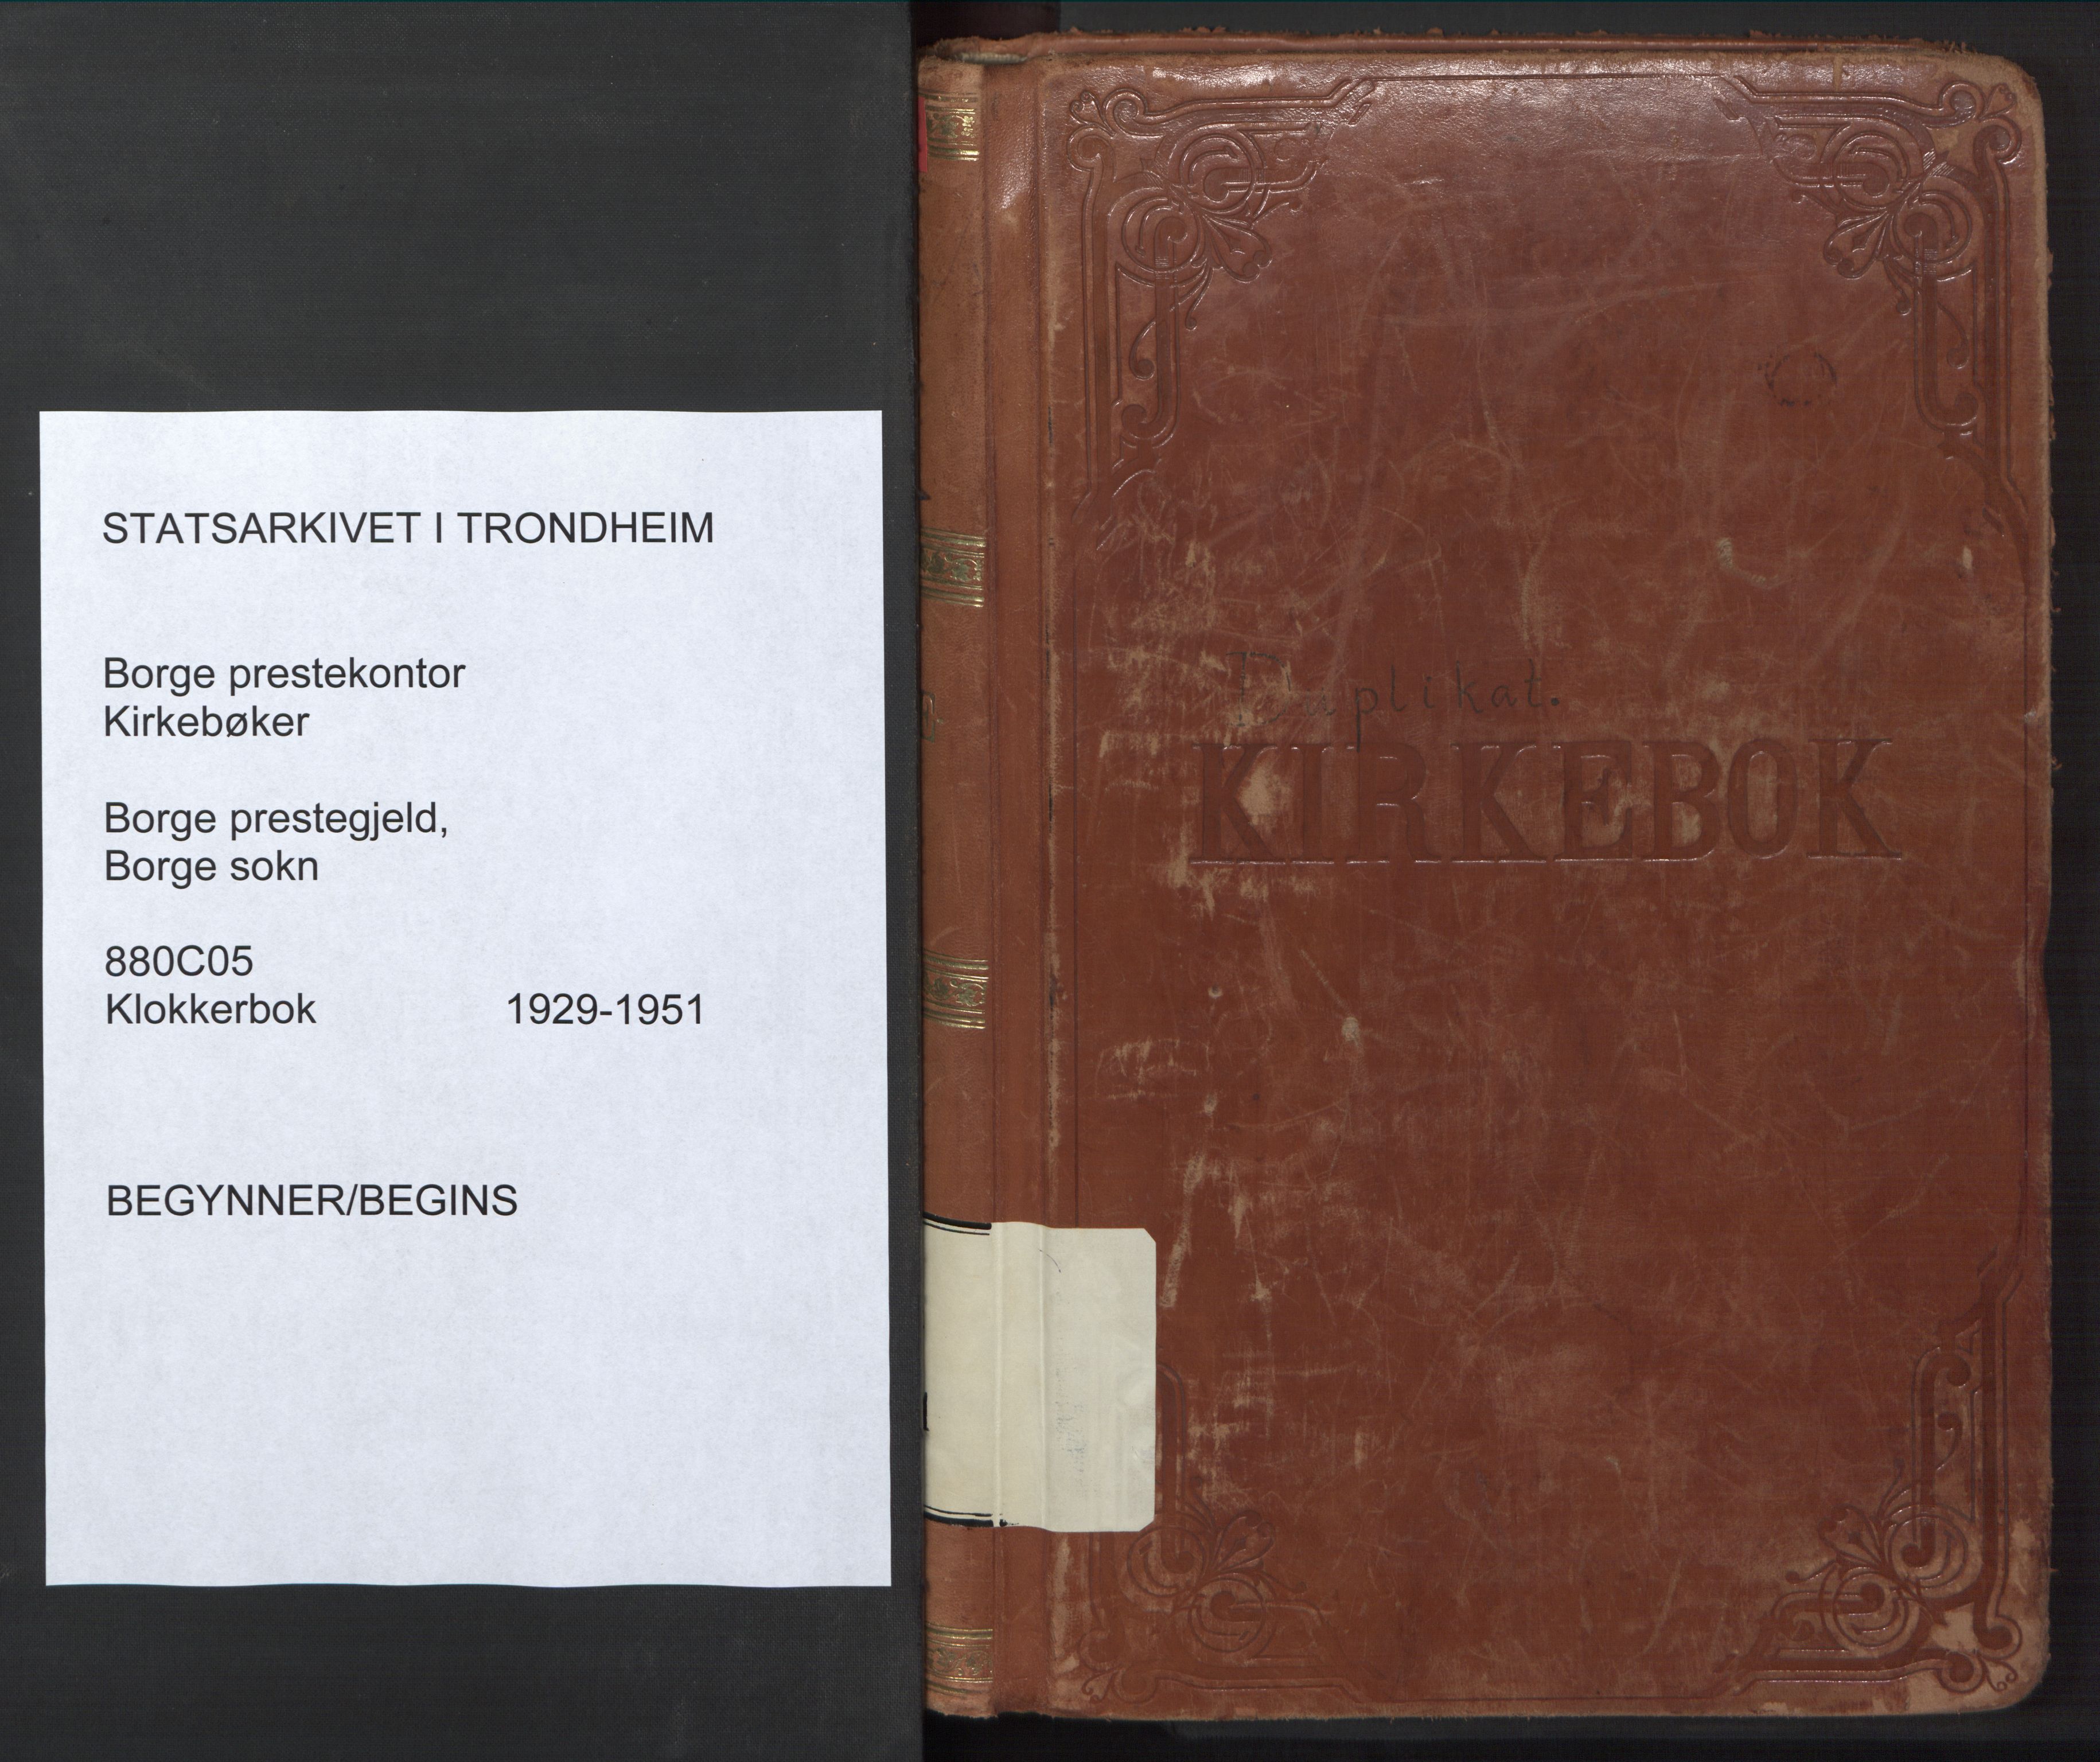 STATSARKIVET I TRONDHEIM
Borge prestekontor
Kirkebøker
Borge prestegjeld,
Borge sokn
880C05
Klokkerbok 1929-1951
BEGYNNER/BEGINS
Duplikat.
KIRKEBOK